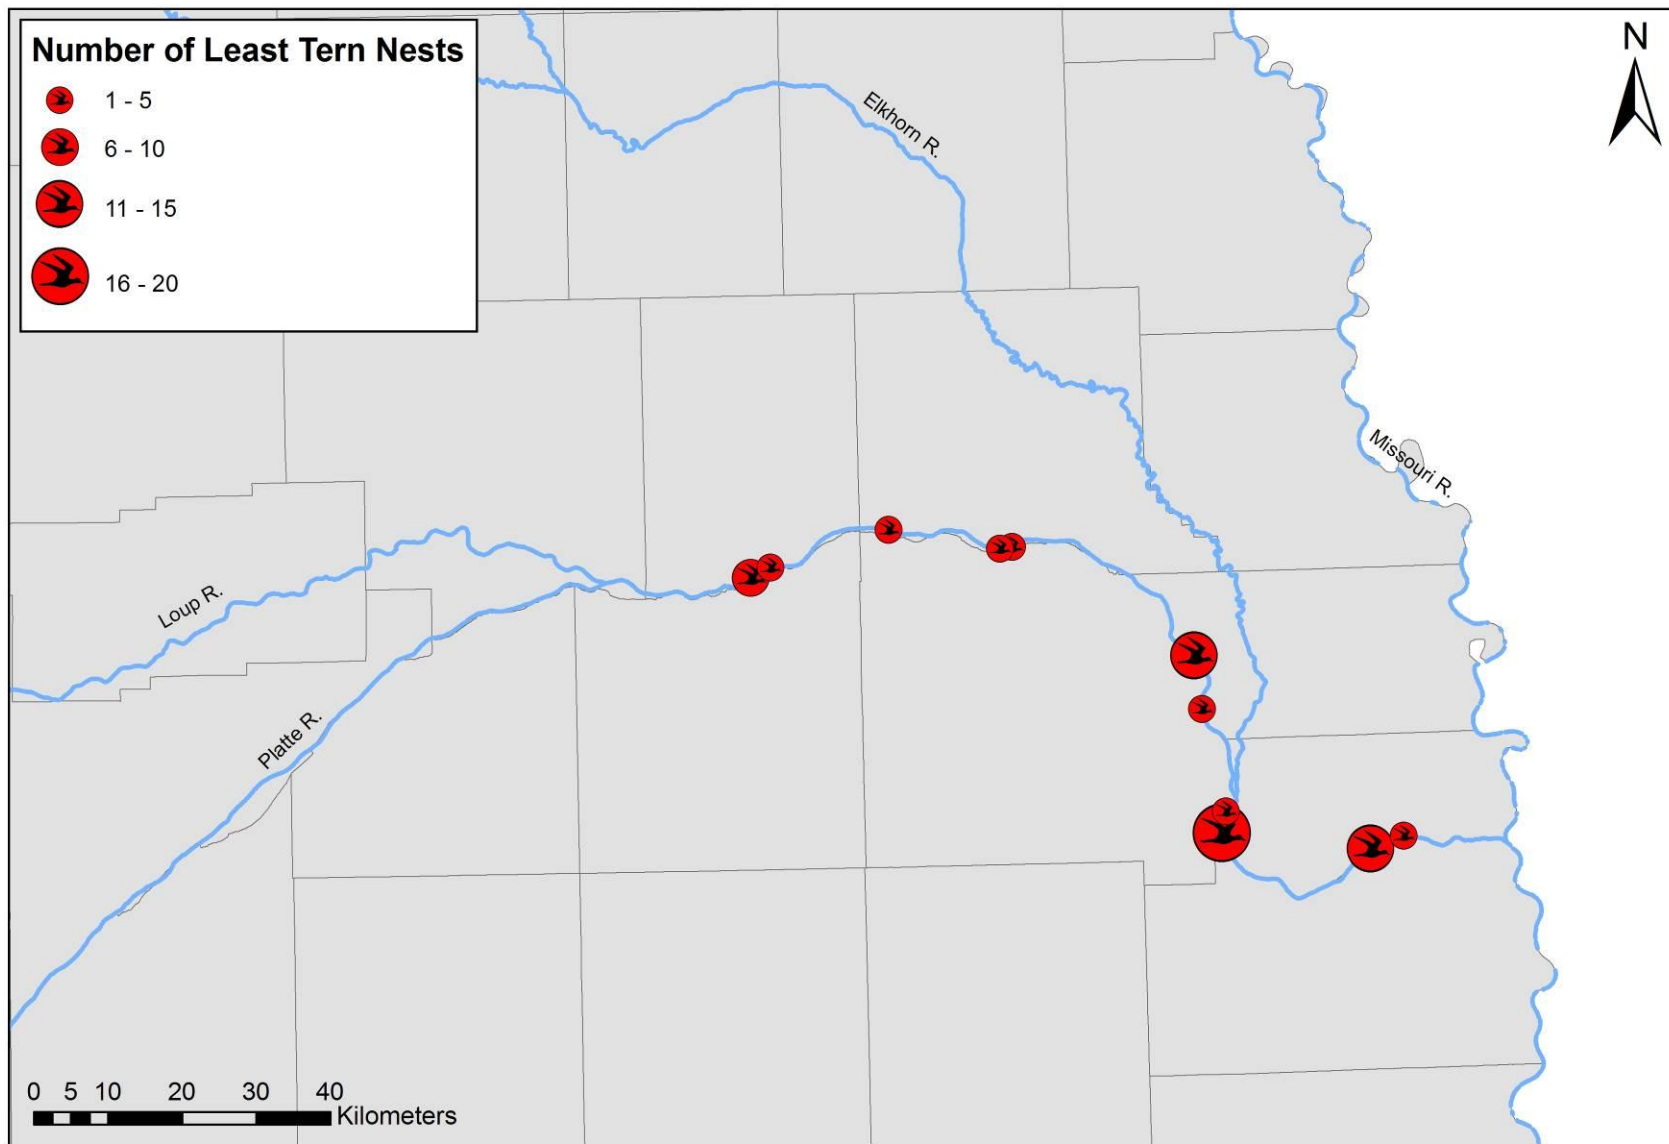 Number of Least Tern Nests
1 - 5
6 - 10
11 - 15
16 - 20
N
Elkhorn R.
Missouri R.
Loup R.
Platte R.
0 5 10 20 30 40
Kilometers